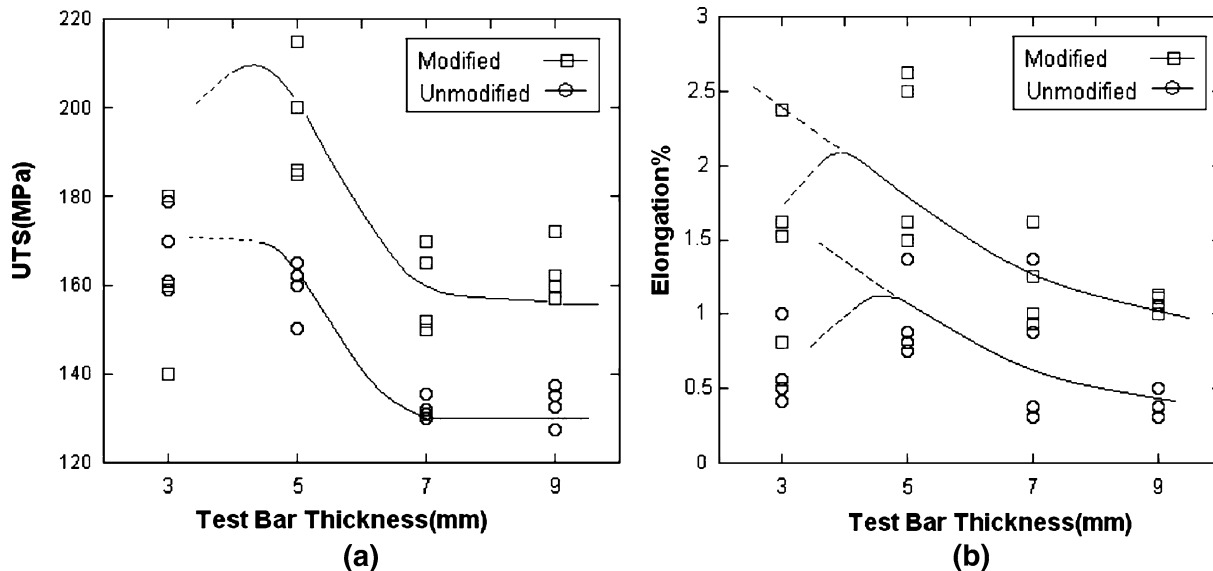 220
200
180
160
140
120
UTS(MPa)
Modified
Unmodified
3
5
7
9
Test Bar Thickness(mm)
(a)
3
2.5
2
1.5
1
0.5
0
Elongation%
Modified
Unmodified
3
5
7
9
Test Bar Thickness(mm)
(b)